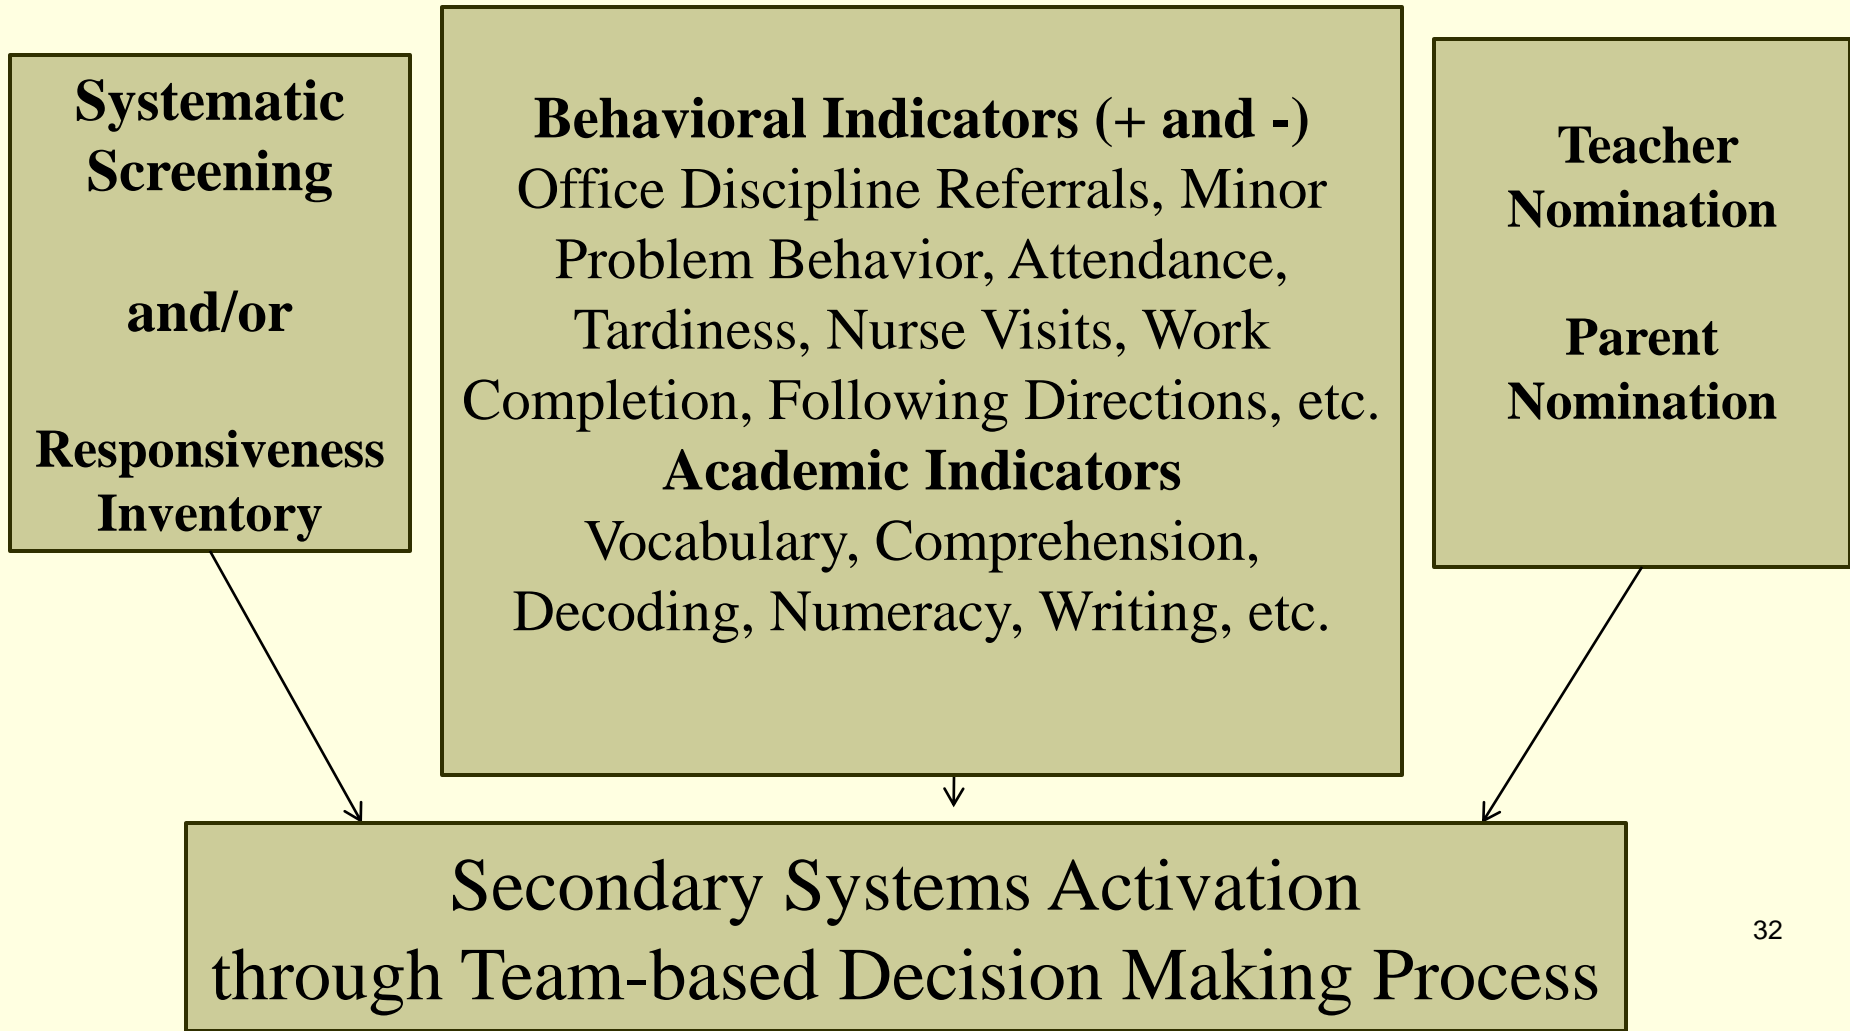 Systematic
Screening
and/or
Responsiveness
Inventory
Behavioral Indicators (+ and -)
Office Discipline Referrals, Minor
Problem Behavior, Attendance,
Tardiness, Nurse Visits, Work
Completion, Following Directions, etc.
Academic Indicators
Vocabulary, Comprehension,
Decoding, Numeracy, Writing, etc.
Teacher
Nomination
Parent
Nomination
Secondary Systems Activation
through Team-based Decision Making Process
32